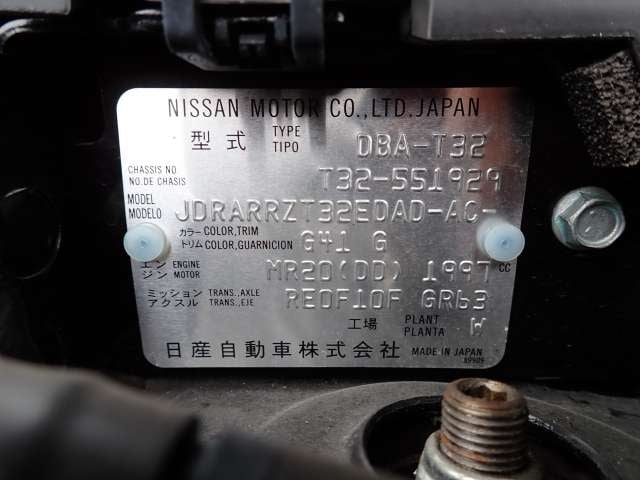 NISSAN MOTOR CO.,LTD.JAPAN
型式 TYPE TIPO DBA-T32
CHASSIS NO. NO.DE CHASIS T32-551929
MODEL MODELO JDRARRZT32EDAD-AC-
カラー トリム COLOR,TRIM COLOR,GUARNICION G41 G
エンジン ENGINE MOTOR MR20(DD) 1997 CC
ミッション アクスル TRANS.,AXLE TRANS.,EJE RE0F10F GR63
工場 PLANT PLANTA W
日産自動車株式会社 MADE IN JAPAN